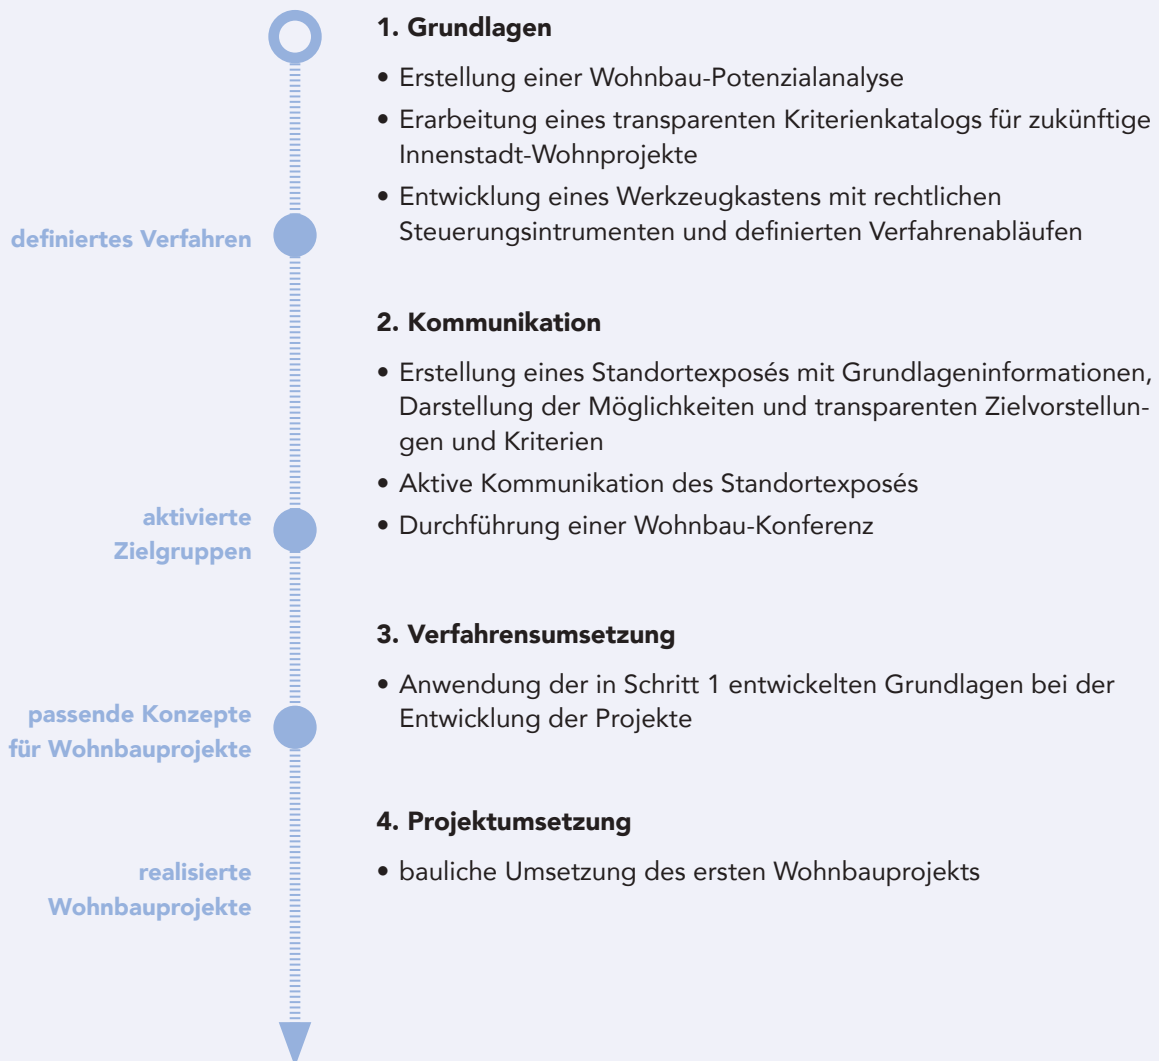 1. Grundlagen
• Erstellung einer Wohnbau-Potenzialanalyse
• Erarbeitung eines transparenten Kriterienkatalogs für zukünftige
Innenstadt-Wohnprojekte
• Entwicklung eines Werkzeugkastens mit rechtlichen
Steuerungsintrumenten und definierten Verfahrenabläufen
definiertes Verfahren
2. Kommunikation
• Erstellung eines Standortexposés mit Grundlageninformationen,
Darstellung der Möglichkeiten und transparenten Zielvorstellun-
gen und Kriterien
• Aktive Kommunikation des Standortexposés
• Durchführung einer Wohnbau-Konferenz
aktivierte
Zielgruppen
3. Verfahrensumsetzung
• Anwendung der in Schritt 1 entwickelten Grundlagen bei der
Entwicklung der Projekte
passende Konzepte
für Wohnbauprojekte
4. Projektumsetzung
• bauliche Umsetzung des ersten Wohnbauprojekts
realisierte
Wohnbauprojekte